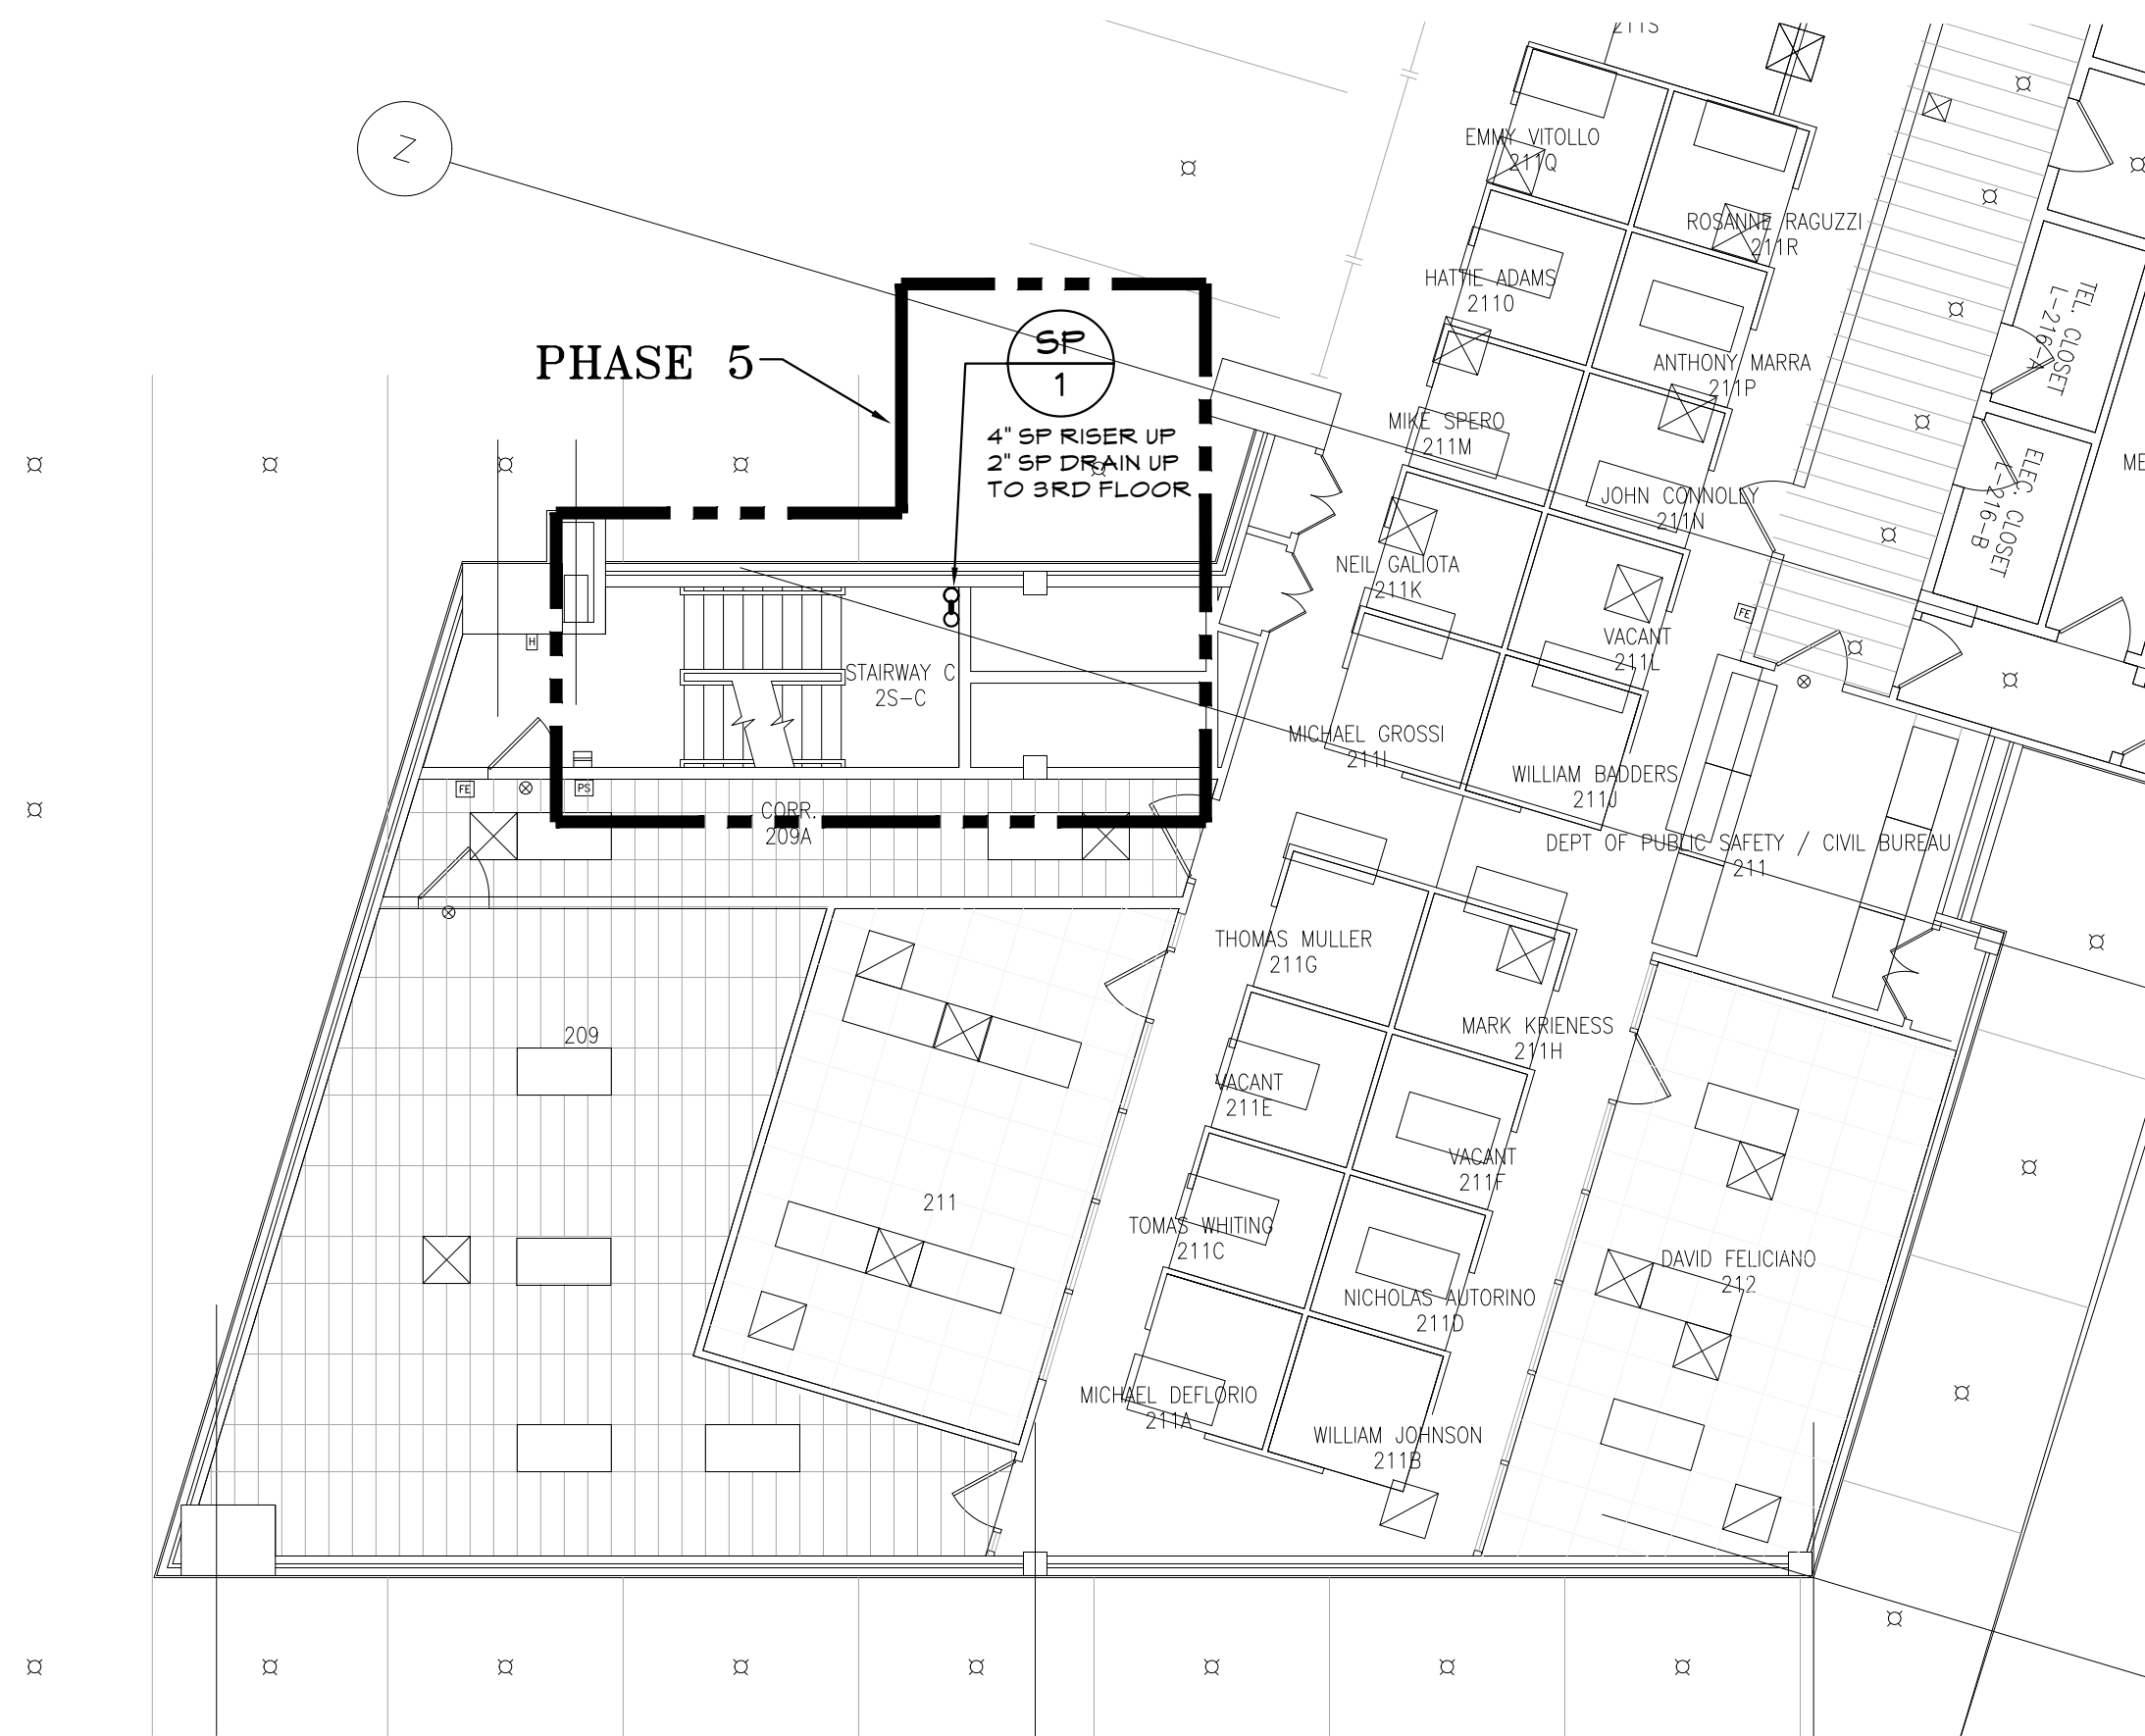 211S
Z
EMMY VITOLLO
211Q
ROSANNE RAGUZZI
211R
HATTIE ADAMS
211O
TEL. CLOSET
L-216-A
PHASE 5
SP
1
4" SP RISER UP
2" SP DRAIN UP
TO 3RD FLOOR
ANTHONY MARRA
211P
MIKE SPERO
211M
ME
ELEC. CLOSET
L-216-B
JOHN CONNOLLY
211N
NEIL GALIOTA
211K
FE
VACANT
211L
H
STAIRWAY C
2S-C
MICHAEL GROSSI
211I
WILLIAM BADDERS
211J
FE
PS
CORR.
209A
DEPT OF PUBLIC SAFETY / CIVIL BUREAU
211
THOMAS MULLER
211G
MARK KRIENESS
211H
209
VACANT
211E
VACANT
211F
211
TOMAS WHITING
211C
DAVID FELICIANO
212
NICHOLAS AUTORINO
211D
MICHAEL DEFLORIO
211A
WILLIAM JOHNSON
211B